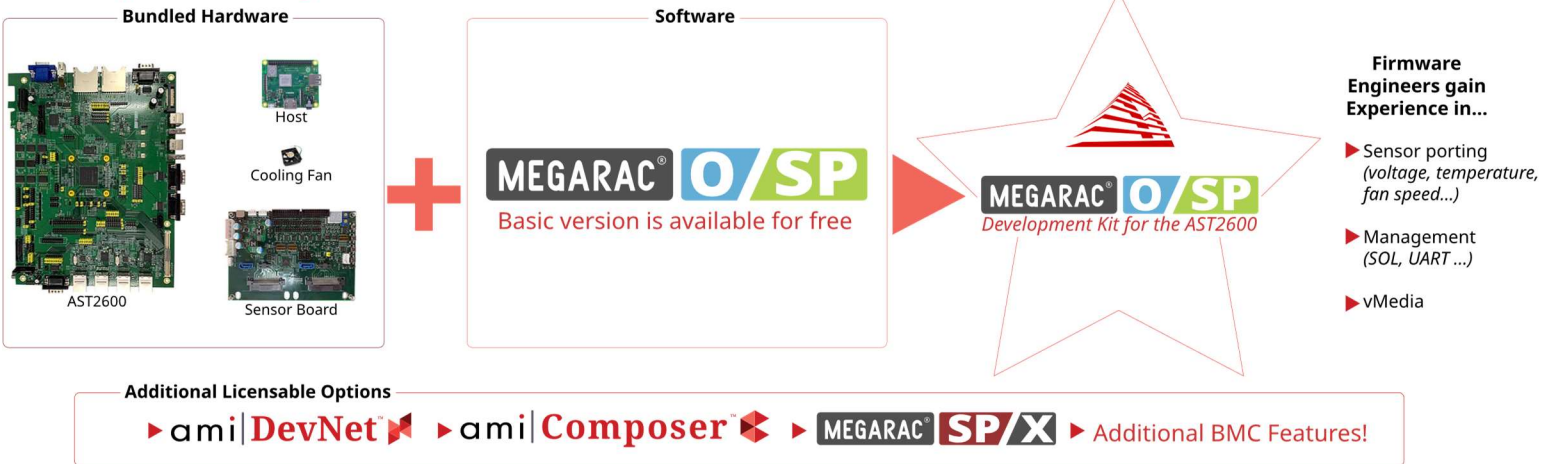 Bundled Hardware
Host
Cooling Fan
AST2600
Sensor Board
Software
MEGARAC® O/SP
Basic version is available for free
MEGARAC® O/SP
Development Kit for the AST2600
Firmware
Engineers gain
Experience in...
Sensor porting
(voltage, temperature,
fan speed...)
Management
(SOL, UART ...)
vMedia
Additional Licensable Options
ami|DevNet™
ami|Composer™
MEGARAC® SP/X
Additional BMC Features!